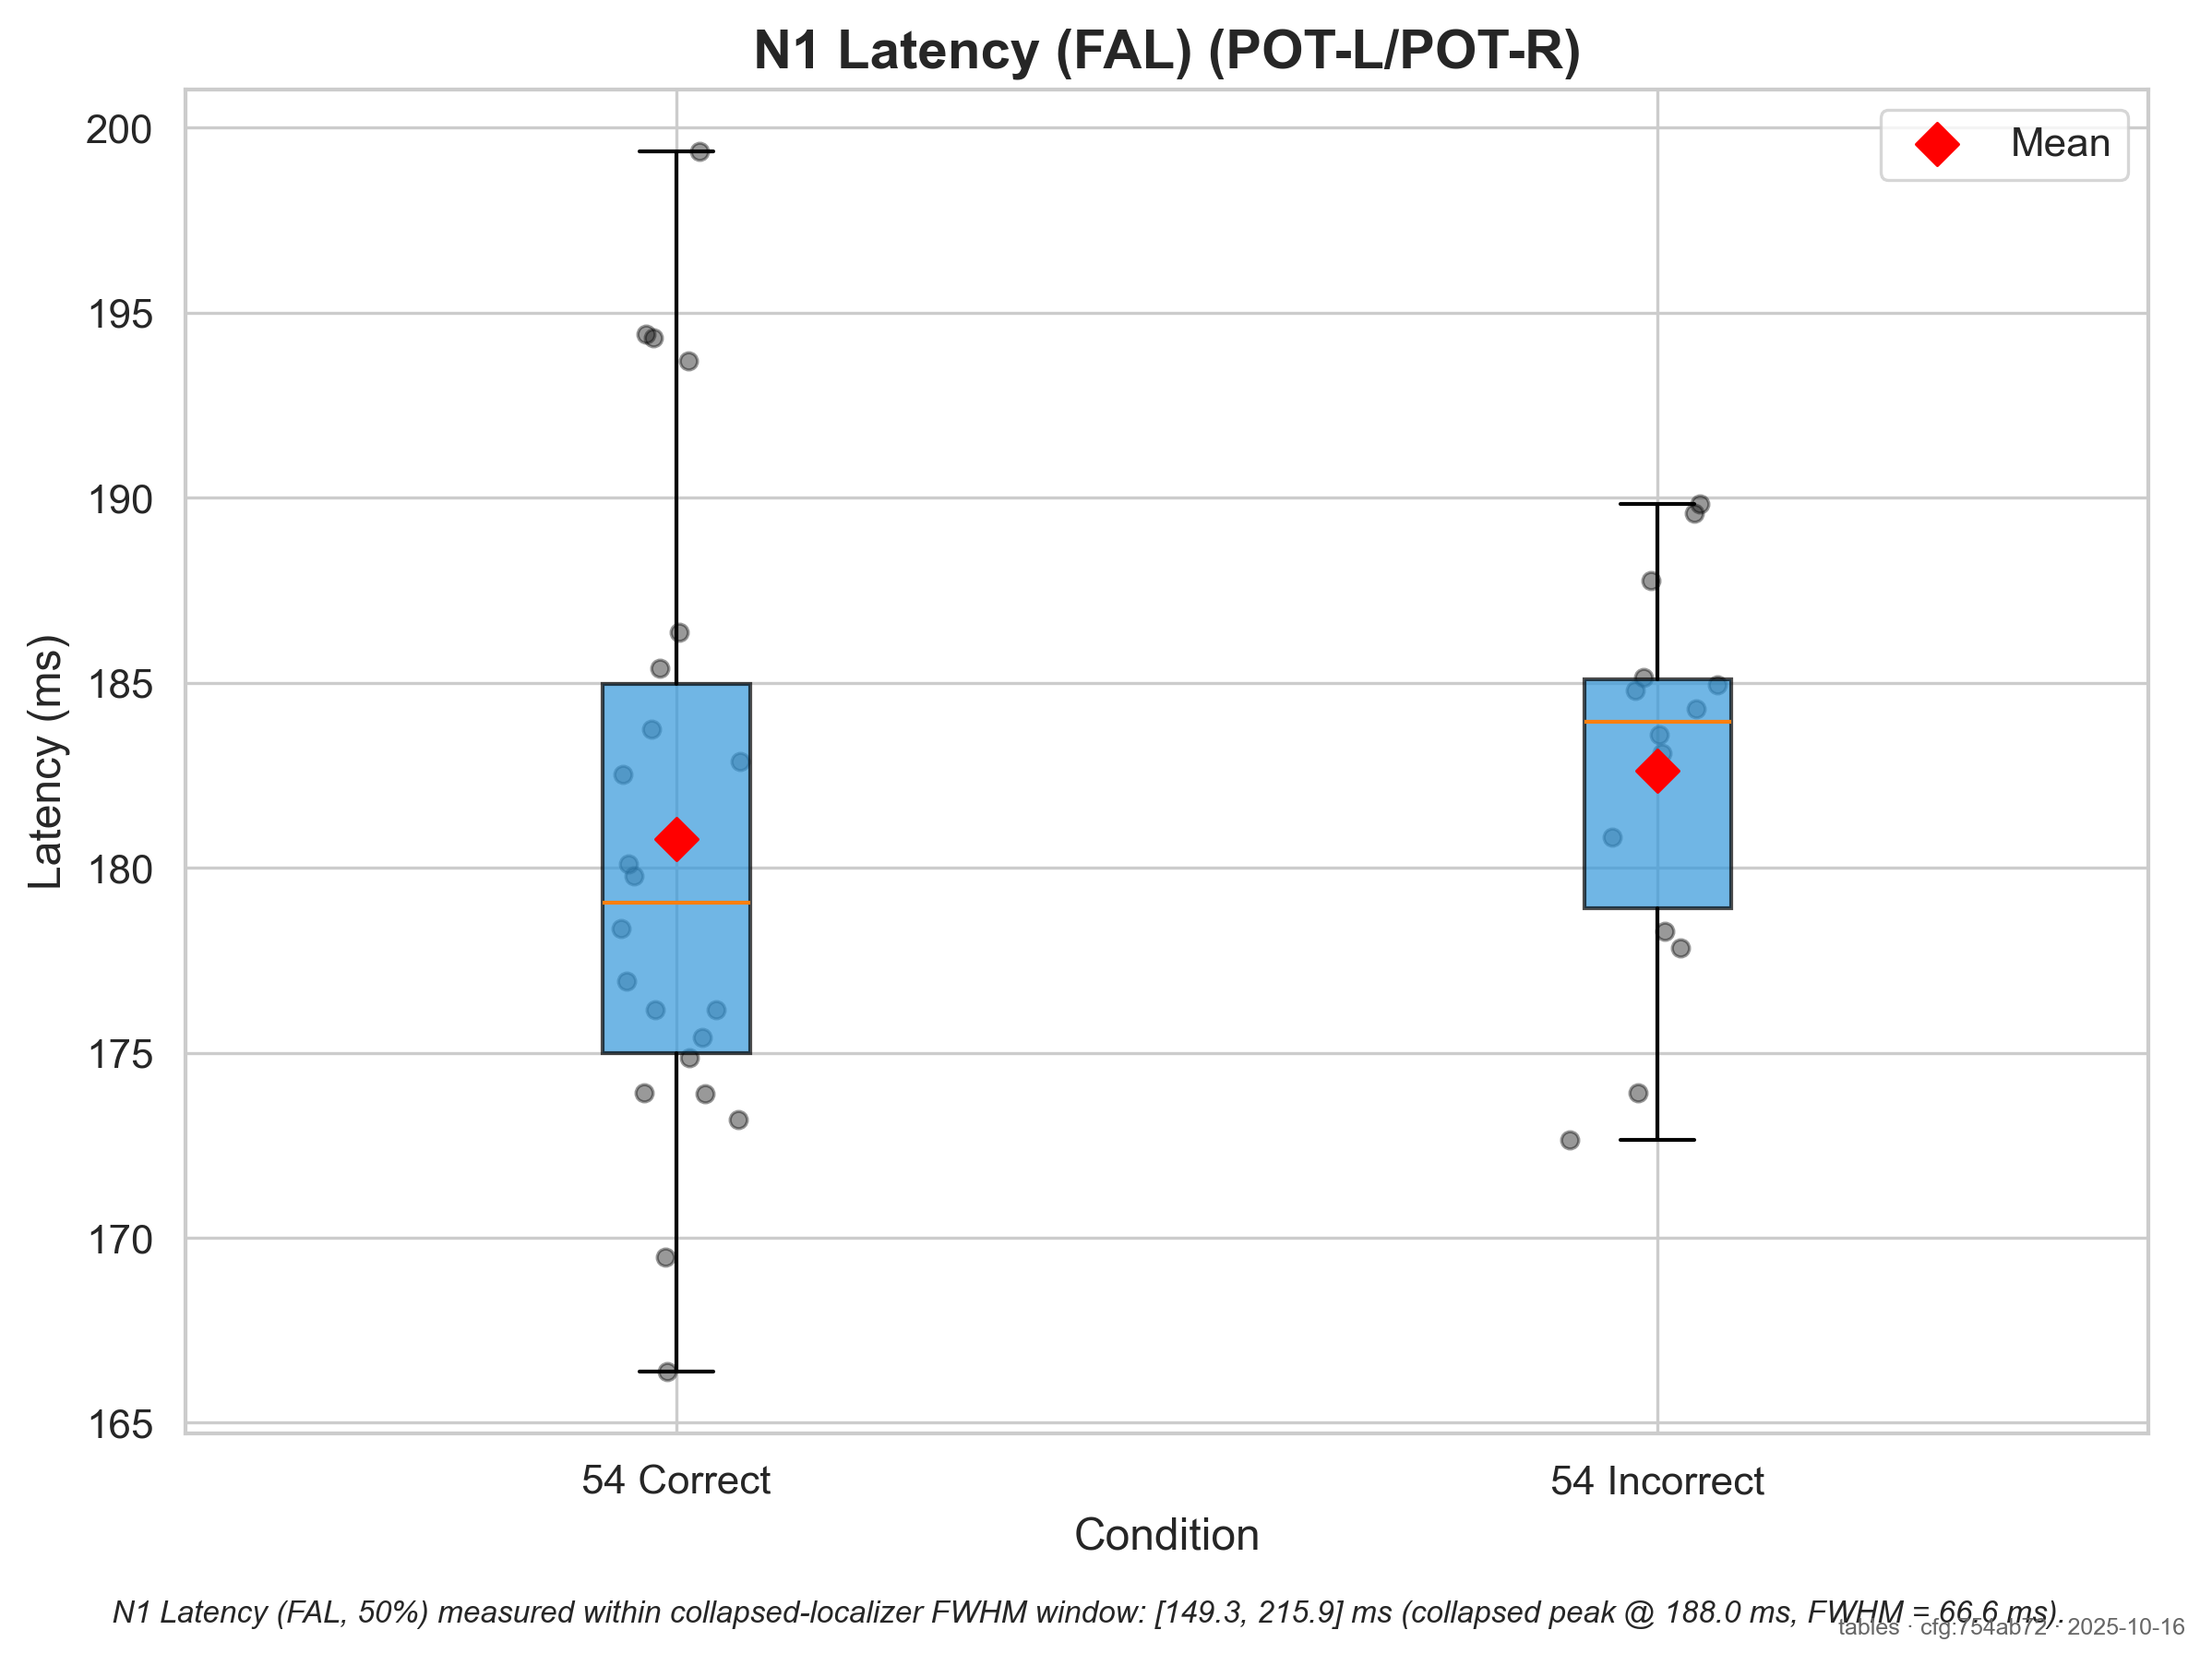 N1 Latency (FAL) (POT-L/POT-R)
Mean
200
195
190
185
180
175
170
165
Latency (ms)
54 Correct
54 Incorrect
Condition
N1 Latency (FAL, 50%) measured within collapsed-localizer FWHM window: [149.3, 215.9] ms (collapsed peak @ 188.0 ms, FWHM = 66.6 ms).
tables · cfg:754ab72 · 2025-10-16